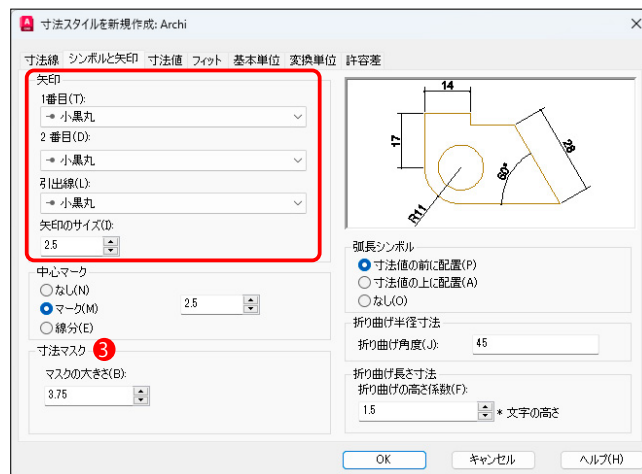 寸法スタイルを新規作成: Archi
寸法線 シンボルと矢印 寸法値 フィット 基本単位 変換単位 許容差
矢印
1番目(T):
小黒丸
2 番目(D):
小黒丸
引出線(L):
小黒丸
矢印のサイズ(I):
2.5
中心マーク
なし(N)
マーク(M)
2.5
線分(E)
寸法マスク 3
マスクの大きさ(B):
3.75
14
17
28
60°
R11
弧長シンボル
寸法値の前に配置(P)
寸法値の上に配置(A)
なし(O)
折り曲げ半径寸法
折り曲げ角度(J): 45
折り曲げ長さ寸法
折り曲げの高さ係数(F):
1.5 * 文字の高さ
OK キャンセル ヘルプ(H)